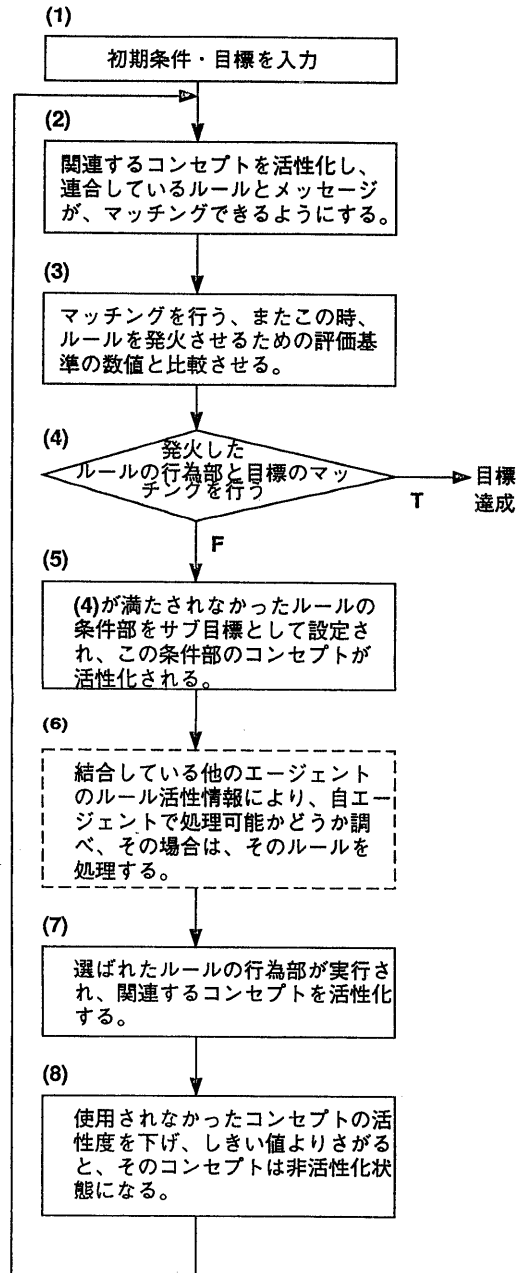 (1)
初期条件・目標を入力
(2)
関連するコンセプトを活性化し、
連合しているルールとメッセージ
が、マッチングできるようにする。
(3)
マッチングを行う、またこの時、
ルールを発火させるための評価基
準の数値と比較させる。
(4)
発火した
ルールの行為部と目標のマッ
チングを行う
T
目標
達成
F
(5)
(4)が満たされなかったルールの
条件部をサブ目標として設定さ
れ、この条件部のコンセプトが
活性化される。
(6)
結合している他のエージェント
のルール活性情報により、自エー
ジェントで処理可能かどうか調
べ、その場合は、そのルールを
処理する。
(7)
選ばれたルールの行為部が実行さ
れ、関連するコンセプトを活性化
する。
(8)
使用されなかったコンセプトの活
性度を下げ、しきい値よりさがる
と、そのコンセプトは非活性化状
態になる。